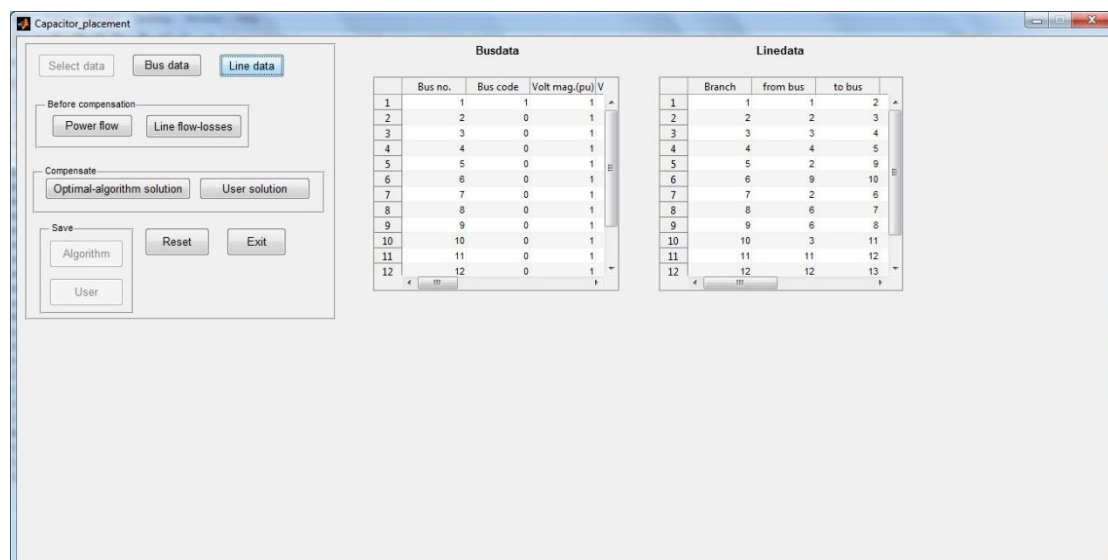 Capacitor_placement
Select data Bus data Line data
Before compensation
Power flow Line flow-losses
Compensate
Optimal-algorithm solution User solution
Save
Algorithm
User
Reset Exit
Busdata
Bus no. Bus code Volt mag.(pu) V
1 1 1 1
2 2 0 1
3 3 0 1
4 4 0 1
5 5 0 1
6 6 0 1
7 7 0 1
8 8 0 1
9 9 0 1
10 10 0 1
11 11 0 1
12 12 0 1
Linedata
Branch from bus to bus
1 1 1 2
2 2 2 3
3 3 3 4
4 4 4 5
5 5 2 9
6 6 9 10
7 7 2 6
8 8 6 7
9 9 6 8
10 10 3 11
11 11 11 12
12 12 12 13